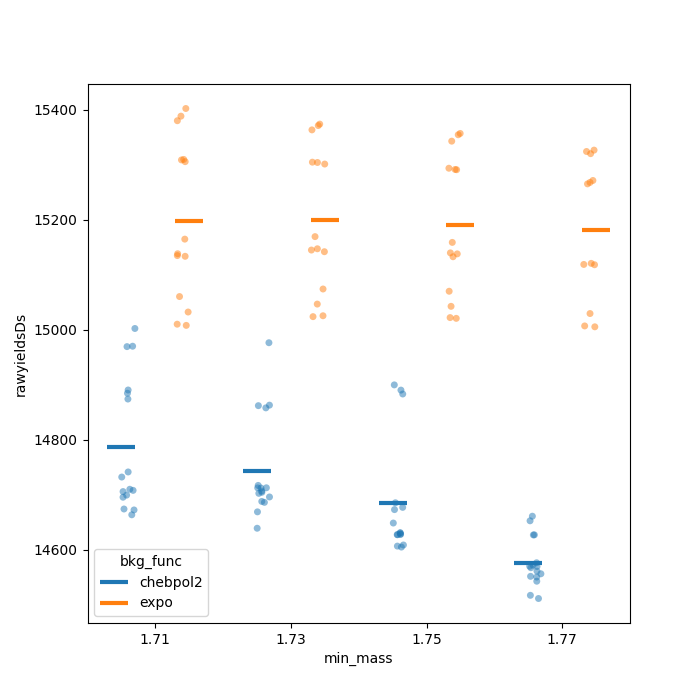 15400
15200
15000
14800
14600
rawyieldsDs
bkg_func
chebpol2
expo
1.71 1.73 1.75 1.77
min_mass